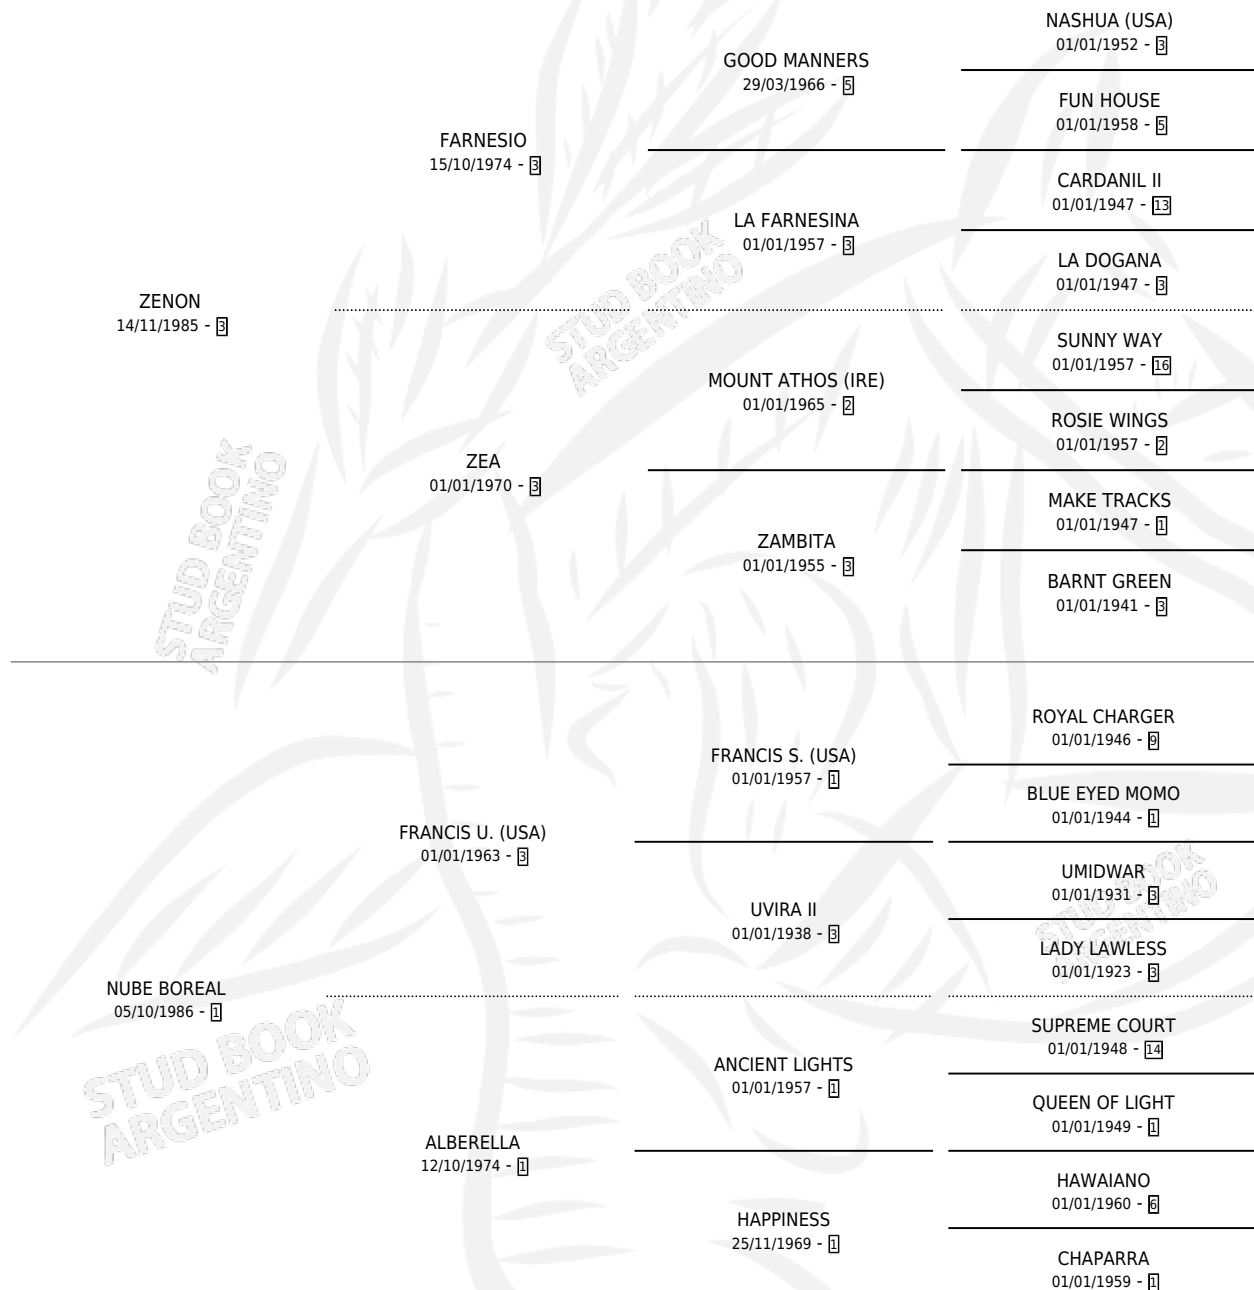 NASHUA (USA)
01/01/1952 - 3
GOOD MANNERS
29/03/1966 - 5
FUN HOUSE
01/01/1958 - 5
FARNESIO
15/10/1974 - 3
CARDANIL II
01/01/1947 - 13
LA FARNESINA
01/01/1957 - 3
LA DOGANA
01/01/1947 - 3
ZENON
14/11/1985 - 3
STUD BOOK
ARGENTINO
SUNNY WAY
01/01/1957 - 16
MOUNT ATHOS (IRE)
01/01/1965 - 2
ROSIE WINGS
01/01/1957 - 2
ZEA
01/01/1970 - 3
MAKE TRACKS
01/01/1947 - 1
ZAMBITA
01/01/1955 - 3
BARNT GREEN
01/01/1941 - 3
STUD BOOK
ARGENTINO
ROYAL CHARGER
01/01/1946 - 9
FRANCIS S. (USA)
01/01/1957 - 1
BLUE EYED MOMO
01/01/1944 - 1
FRANCIS U. (USA)
01/01/1963 - 3
UMIDWAR
01/01/1931 - 3
UVIRA II
01/01/1938 - 3
STUD BOOK
ARGENTINO
LADY LAWLESS
01/01/1923 - 3
NUBE BOREAL
05/10/1986 - 1
STUD BOOK
ARGENTINO
SUPREME COURT
01/01/1948 - 14
ANCIENT LIGHTS
01/01/1957 - 1
QUEEN OF LIGHT
01/01/1949 - 1
ALBERELLA
12/10/1974 - 1
HAWAIANO
01/01/1960 - 6
HAPPINESS
25/11/1969 - 1
CHAPARRA
01/01/1959 - 1